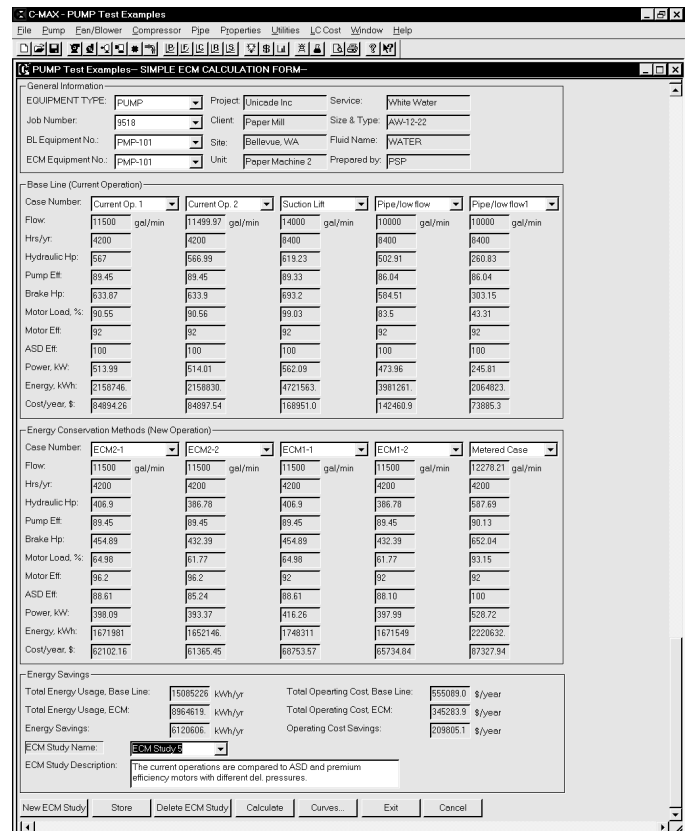 C-MAX - PUMP Test Examples
File Pump Fan/Blower Compressor Pipe Properties Utilities LC Cost Window Help
PUMP Test Examples-- SIMPLE ECM CALCULATION FORM--
General Information
EQUIPMENT TYPE: PUMP Project: Unicade Inc Service: White Water
Job Number: 9518 Client: Paper Mill Size & Type: AW-12-22
BL Equipment No.: PMP-101 Site: Bellevue, WA Fluid Name: WATER
ECM Equipment No.: PMP-101 Unit: Paper Machine 2 Prepared by: PSP
Base Line (Current Operation)
Case Number: Current Op. 1 Current Op. 2 Suction Lift Pipe/low flow Pipe/low flow1
Flow: 11500 gal/min 11499.97 gal/min 14000 gal/min 10000 gal/min 10000 gal/min
Hrs/yr: 4200 4200 8400 8400 8400
Hydraulic Hp: 567 566.99 619.23 502.91 260.83
Pump Eff: 89.45 89.45 89.33 86.04 86.04
Brake Hp: 633.87 633.9 693.2 584.51 303.15
Motor Load, %: 90.55 90.56 99.03 83.5 43.31
Motor Eff: 92 92 92 92 92
ASD Eff: 100 100 100 100 100
Power, kW: 513.99 514.01 562.09 473.96 245.81
Energy, kWh: 2158746. 2158830. 4721563. 3981261. 2064823.
Cost/year, $: 84894.26 84897.54 168951.0 142460.9 73885.3
Energy Conservation Methods (New Operation)
Case Number: ECM2-1 ECM2-2 ECM1-1 ECM1-2 Metered Case
Flow: 11500 gal/min 11500 gal/min 11500 gal/min 11500 gal/min 12278.21 gal/min
Hrs/yr: 4200 4200 4200 4200 4200
Hydraulic Hp: 406.9 386.78 406.9 386.78 587.69
Pump Eff: 89.45 89.45 89.45 89.45 90.13
Brake Hp: 454.89 432.39 454.89 432.39 652.04
Motor Load, %: 64.98 61.77 64.98 61.77 93.15
Motor Eff: 96.2 96.2 92 92 92
ASD Eff: 88.61 85.24 88.61 88.10 100
Power, kW: 398.09 393.37 416.26 397.99 528.72
Energy, kWh: 1671981 1652146. 1748311 1671549 2220632.
Cost/year, $: 62102.16 61365.45 68753.57 65734.84 87327.94
Energy Savings
Total Energy Usage, Base Line: 15085226 kWh/yr Total Opearting Cost, Base Line: 555089.0 $/year
Total Energy Usage, ECM: 8964619. kWh/yr Total Operating Cost, ECM: 345283.9 $/year
Energy Savings: 6120606. kWh/yr Operating Cost Savings: 209805.1 $/year
ECM Study Name: ECM Study 5
ECM Study Description: The current operations are compared to ASD and premium
efficiency motors with different del. pressures.
New ECM Study Store Delete ECM Study Calculate Curves... Exit Cancel